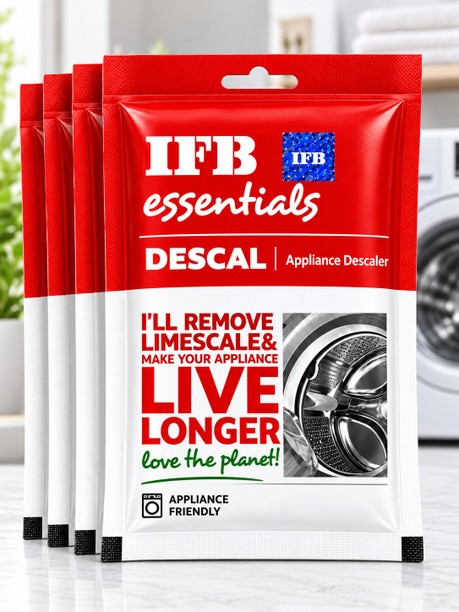 IFB
IFB
essentials
DESCAL | Appliance Descaler
I'LL REMOVE
LIMESCALE&
MAKE YOUR APPLIANCE
LIVE
LONGER
love the planet!
APPLIANCE
FRIENDLY